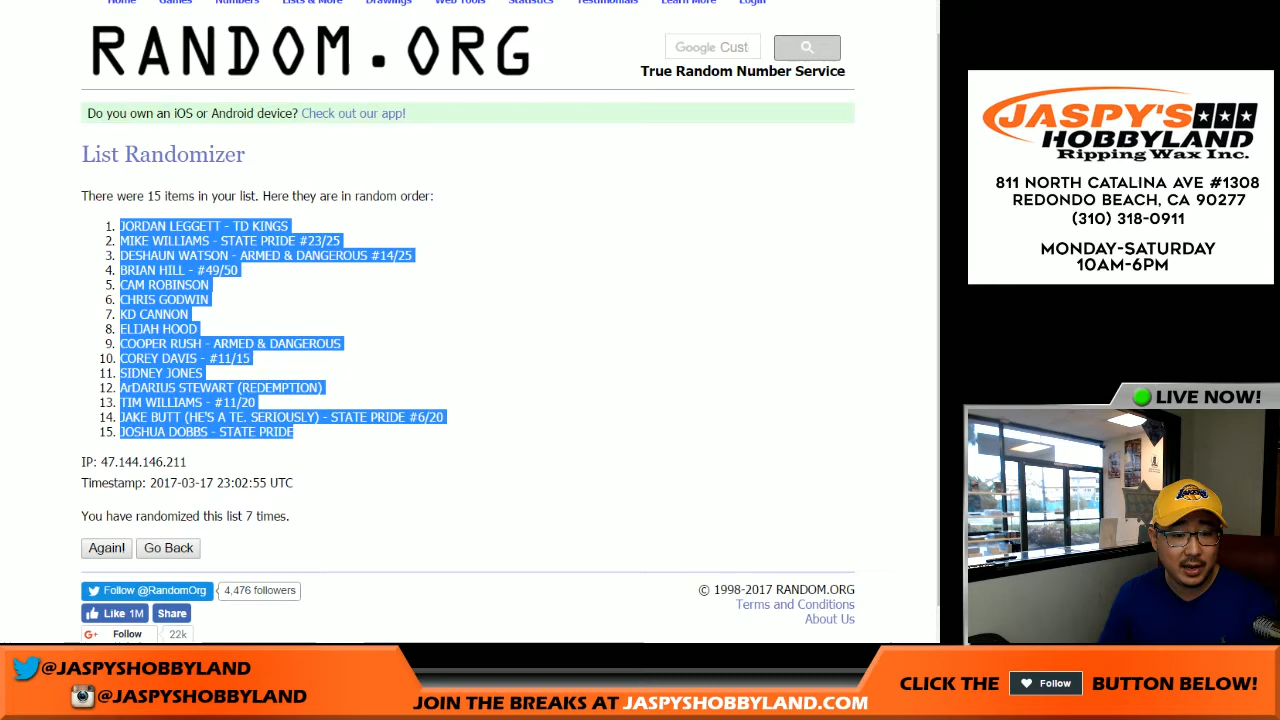 Home Games Numbers Lists & More Drawings Web Tools Statistics Testimonials Learn More Login
RANDOM.ORG
Google Cust
True Random Number Service
Do you own an iOS or Android device? Check out our app!
List Randomizer
There were 15 items in your list. Here they are in random order:
1. JORDAN LEGGETT - TD KINGS
2. MIKE WILLIAMS - STATE PRIDE #23/25
3. DESHAUN WATSON - ARMED & DANGEROUS #14/25
4. BRIAN HILL - #49/50
5. CAM ROBINSON
6. CHRIS GODWIN
7. KD CANNON
8. ELIJAH HOOD
9. COOPER RUSH - ARMED & DANGEROUS
10. COREY DAVIS - #11/15
11. SIDNEY JONES
12. ArDARIUS STEWART (REDEMPTION)
13. TIM WILLIAMS - #11/20
14. JAKE BUTT (HE'S A TE. SERIOUSLY) - STATE PRIDE #6/20
15. JOSHUA DOBBS - STATE PRIDE
IP: 47.144.146.211
Timestamp: 2017-03-17 23:02:55 UTC
You have randomized this list 7 times.
Again! Go Back
Follow @RandomOrg 4,476 followers
Like 1M Share
G+ Follow 22k
© 1998-2017 RANDOM.ORG
Terms and Conditions
About Us
JASPY'S
HOBBYLAND
Ripping Wax Inc.
811 NORTH CATALINA AVE #1308
REDONDO BEACH, CA 90277
(310) 318-0911
MONDAY-SATURDAY
10AM-6PM
LIVE NOW!
LAKERS
@JASPYSHOBBYLAND
@JASPYSHOBBYLAND
JOIN THE BREAKS AT JASPYSHOBBYLAND.COM
CLICK THE Follow BUTTON BELOW!